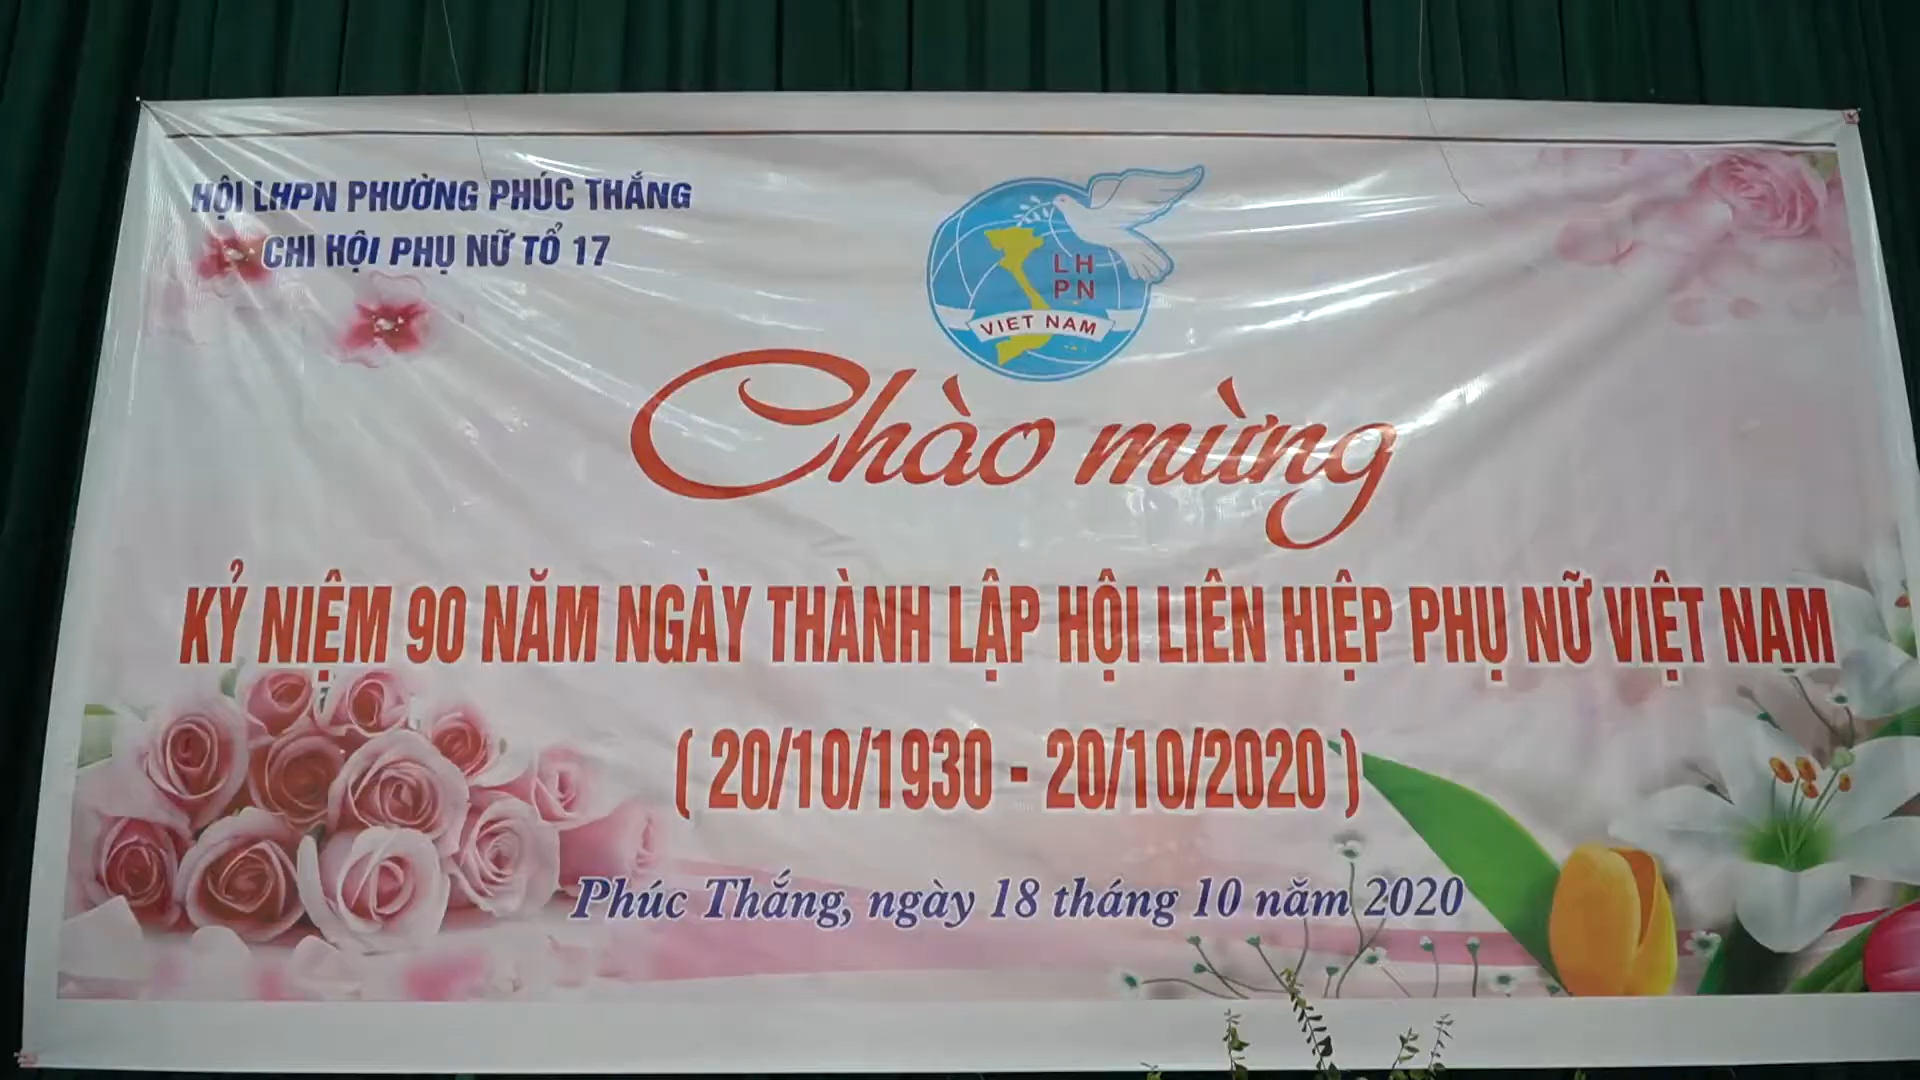 HỘI LHPN PHƯỜNG PHÚC THẮNG
CHI HỘI PHỤ NỮ TỔ 17
LH
PN
VIET NAM
Chào mừng
KỶ NIỆM 90 NĂM NGÀY THÀNH LẬP HỘI LIÊN HIỆP PHỤ NỮ VIỆT NAM
( 20/10/1930 - 20/10/2020 )
Phúc Thắng, ngày 18 tháng 10 năm 2020